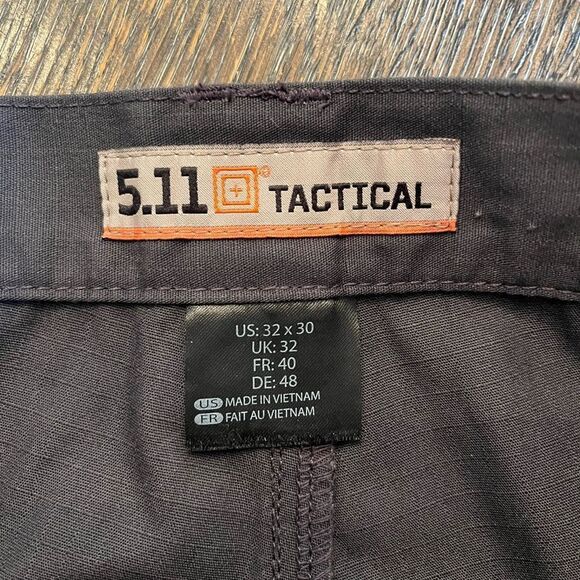 5.11 ® TACTICAL
US: 32 x 30
UK: 32
FR: 40
DE: 48
US MADE IN VIETNAM
FR FAIT AU VIETNAM